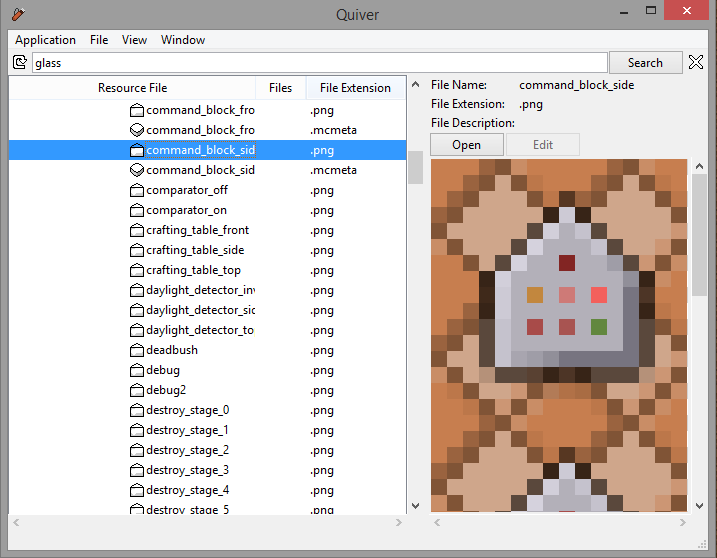 Quiver
Application File View Window
glass Search
Resource File Files File Extension
command_block_fro .png
command_block_fro .mcmeta
command_block_sid .png
command_block_sid .mcmeta
comparator_off .png
comparator_on .png
crafting_table_front .png
crafting_table_side .png
crafting_table_top .png
daylight_detector_inv .png
daylight_detector_sid .png
daylight_detector_to .png
deadbush .png
debug .png
debug2 .png
destroy_stage_0 .png
destroy_stage_1 .png
destroy_stage_2 .png
destroy_stage_3 .png
destroy_stage_4 .png
destroy_stage_5 .png
File Name: command_block_side
File Extension: .png
File Description:
Open Edit